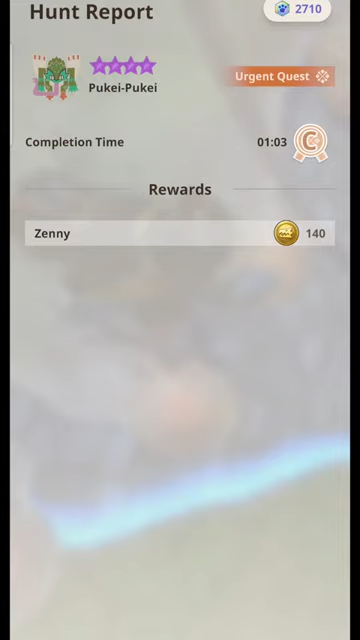 Hunt Report
2710
Pukei-Pukei
Urgent Quest
Completion Time
01:03
C
Rewards
Zenny
140